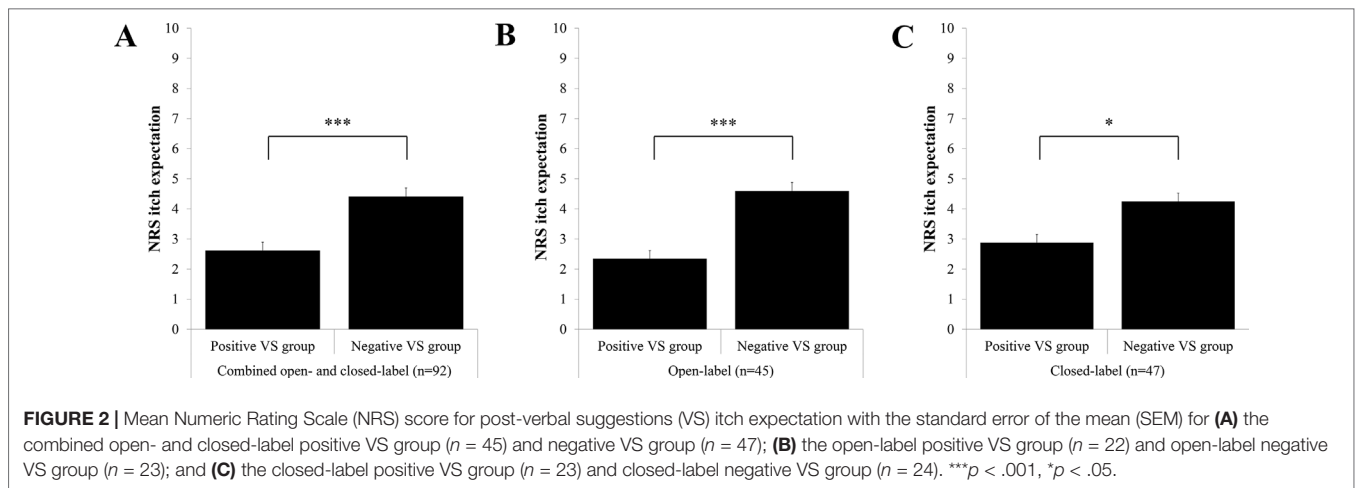 A
10
9
8
7
6
5
4
3
2
1
0
NRS itch expectation
***
Positive VS group
Negative VS group
Combined open- and closed-label (n=92)
B
10
9
8
7
6
5
4
3
2
1
0
NRS itch expectation
***
Positive VS group
Negative VS group
Open-label (n=45)
C
10
9
8
7
6
5
4
3
2
1
0
NRS itch expectation
*
Positive VS group
Negative VS group
Closed-label (n=47)
FIGURE 2 | Mean Numeric Rating Scale (NRS) score for post-verbal suggestions (VS) itch expectation with the standard error of the mean (SEM) for (A) the
combined open- and closed-label positive VS group (n = 45) and negative VS group (n = 47); (B) the open-label positive VS group (n = 22) and open-label negative
VS group (n = 23); and (C) the closed-label positive VS group (n = 23) and closed-label negative VS group (n = 24). ***p < .001, *p < .05.